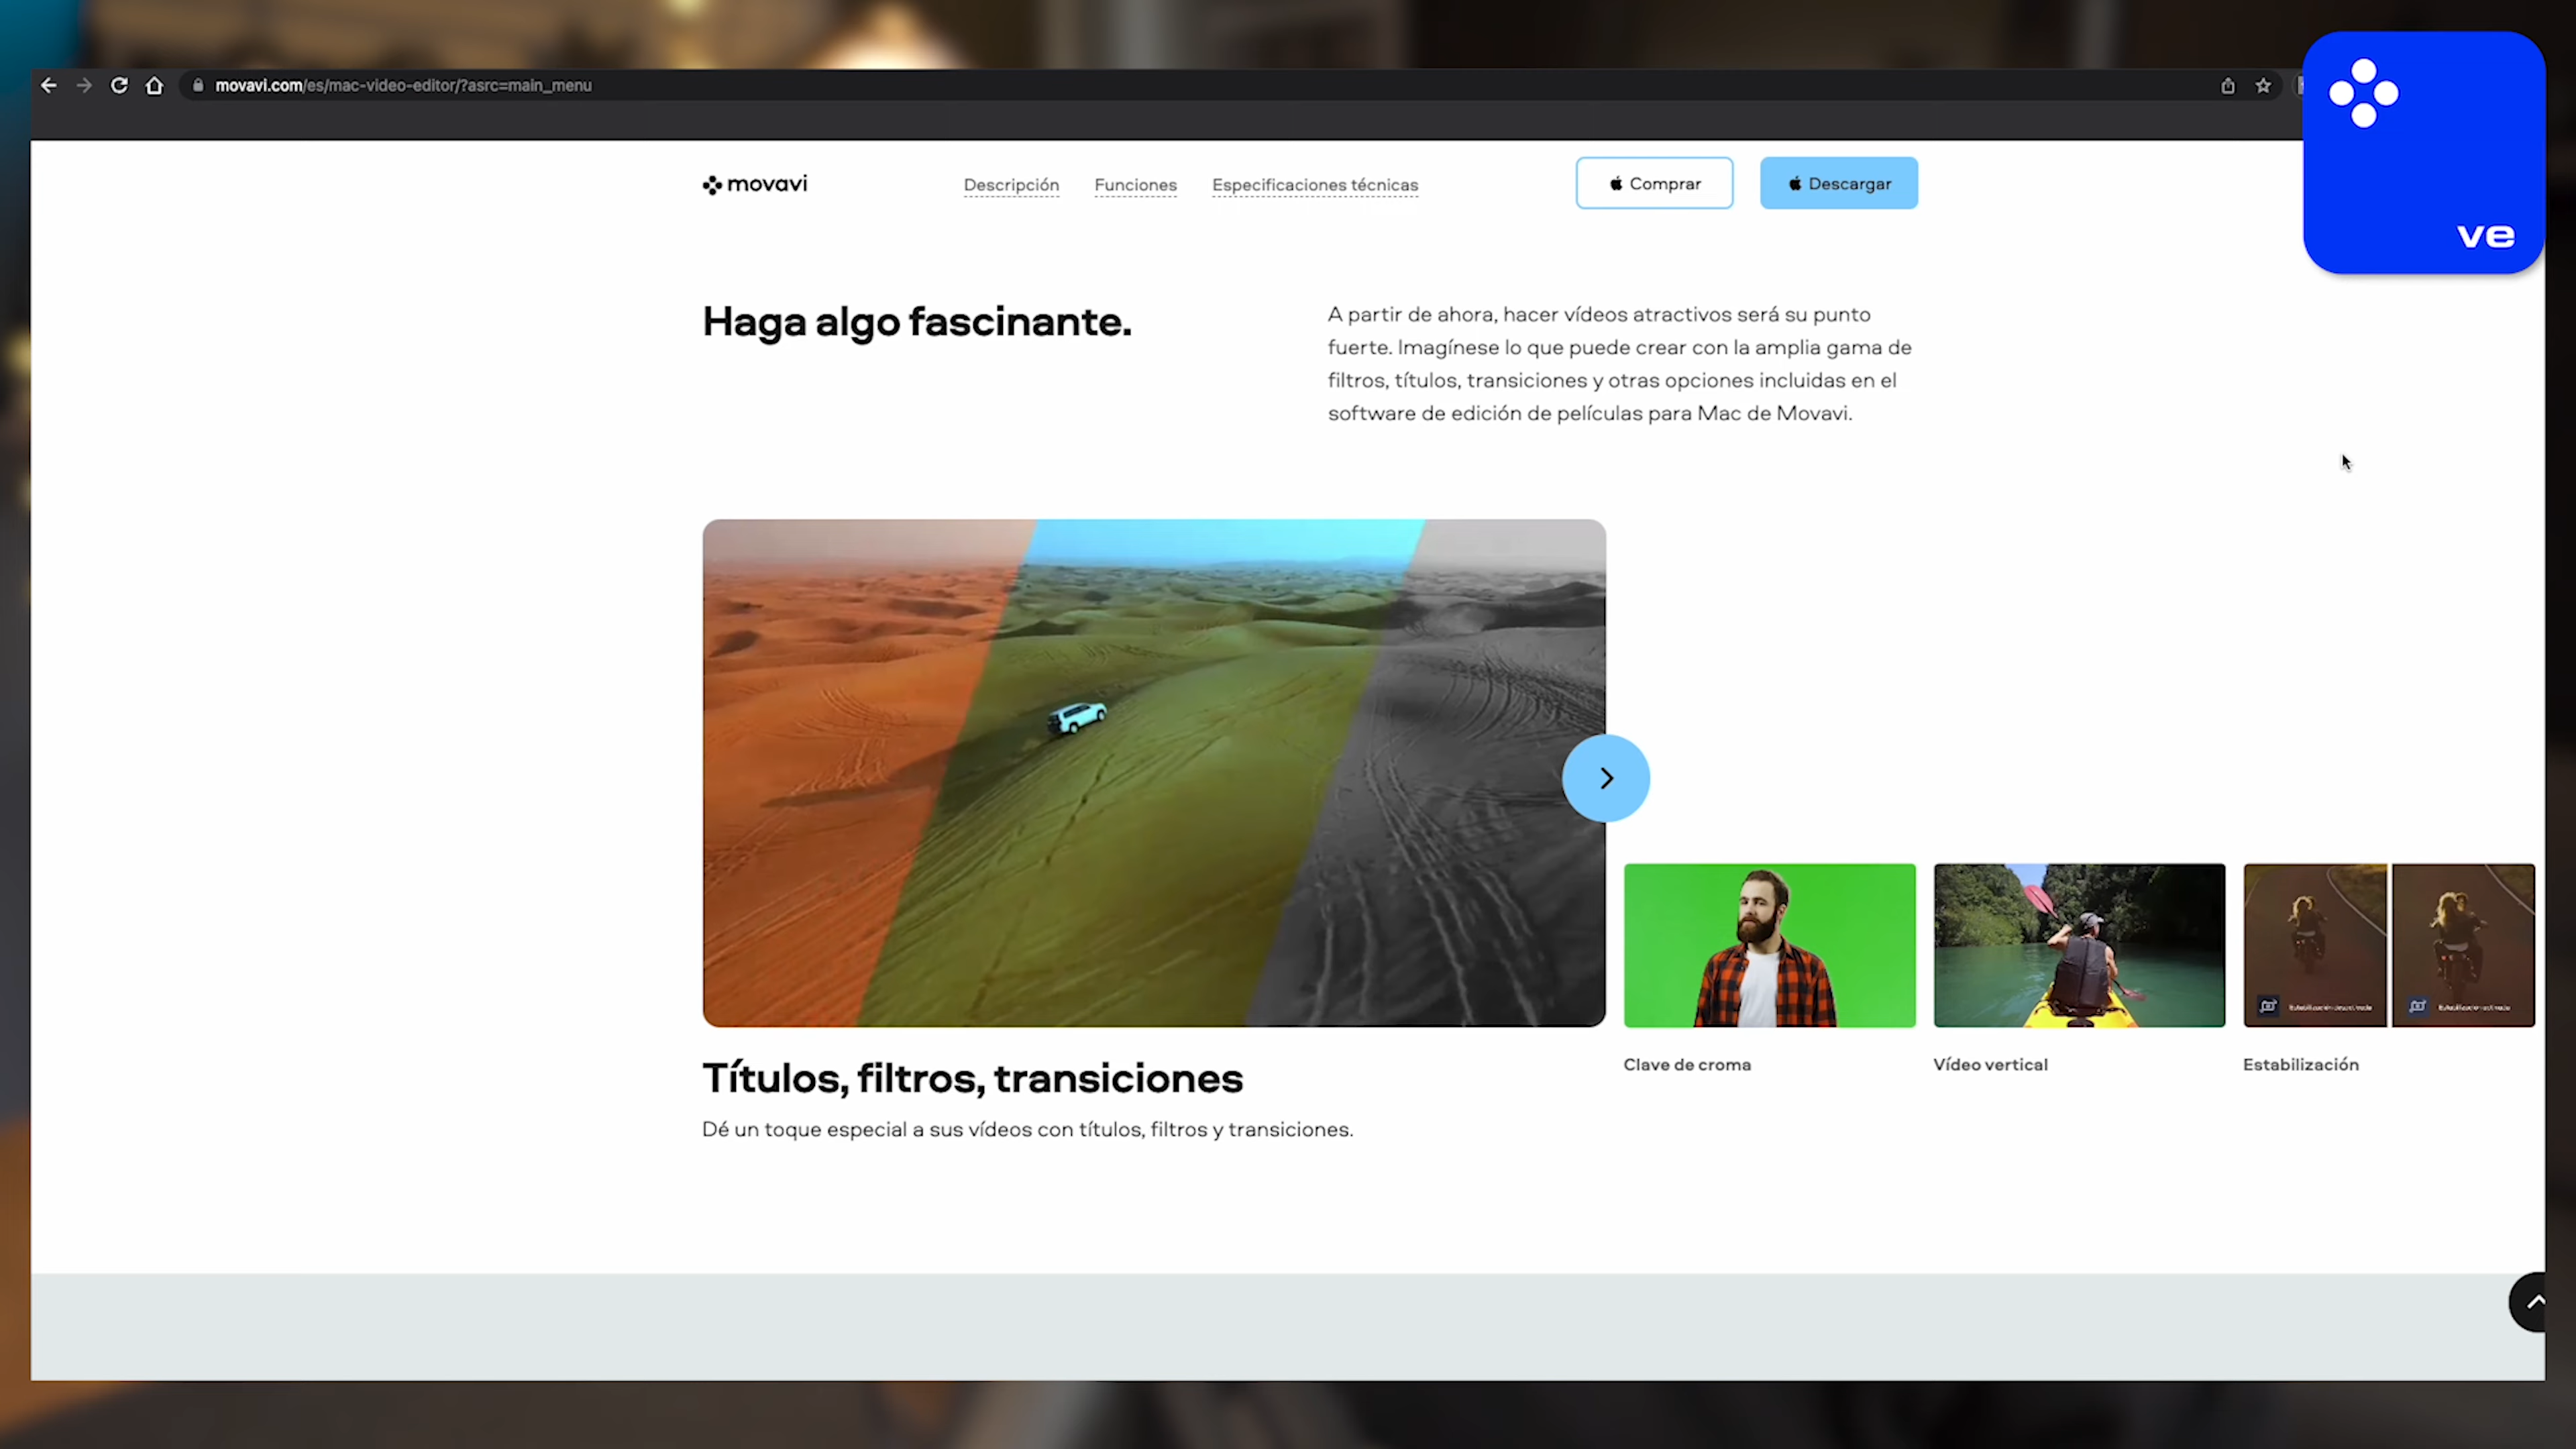 movavi.com/es/mac-video-editor/?asrc=main_menu
ve
movavi
Descripción
Funciones
Especificaciones técnicas
Comprar
Descargar
Haga algo fascinante.
A partir de ahora, hacer vídeos atractivos será su punto
fuerte. Imagínese lo que puede crear con la amplia gama de
filtros, títulos, transiciones y otras opciones incluidas en el
software de edición de películas para Mac de Movavi.
Títulos, filtros, transiciones
Dé un toque especial a sus vídeos con títulos, filtros y transiciones.
Clave de croma
Vídeo vertical
Estabilización